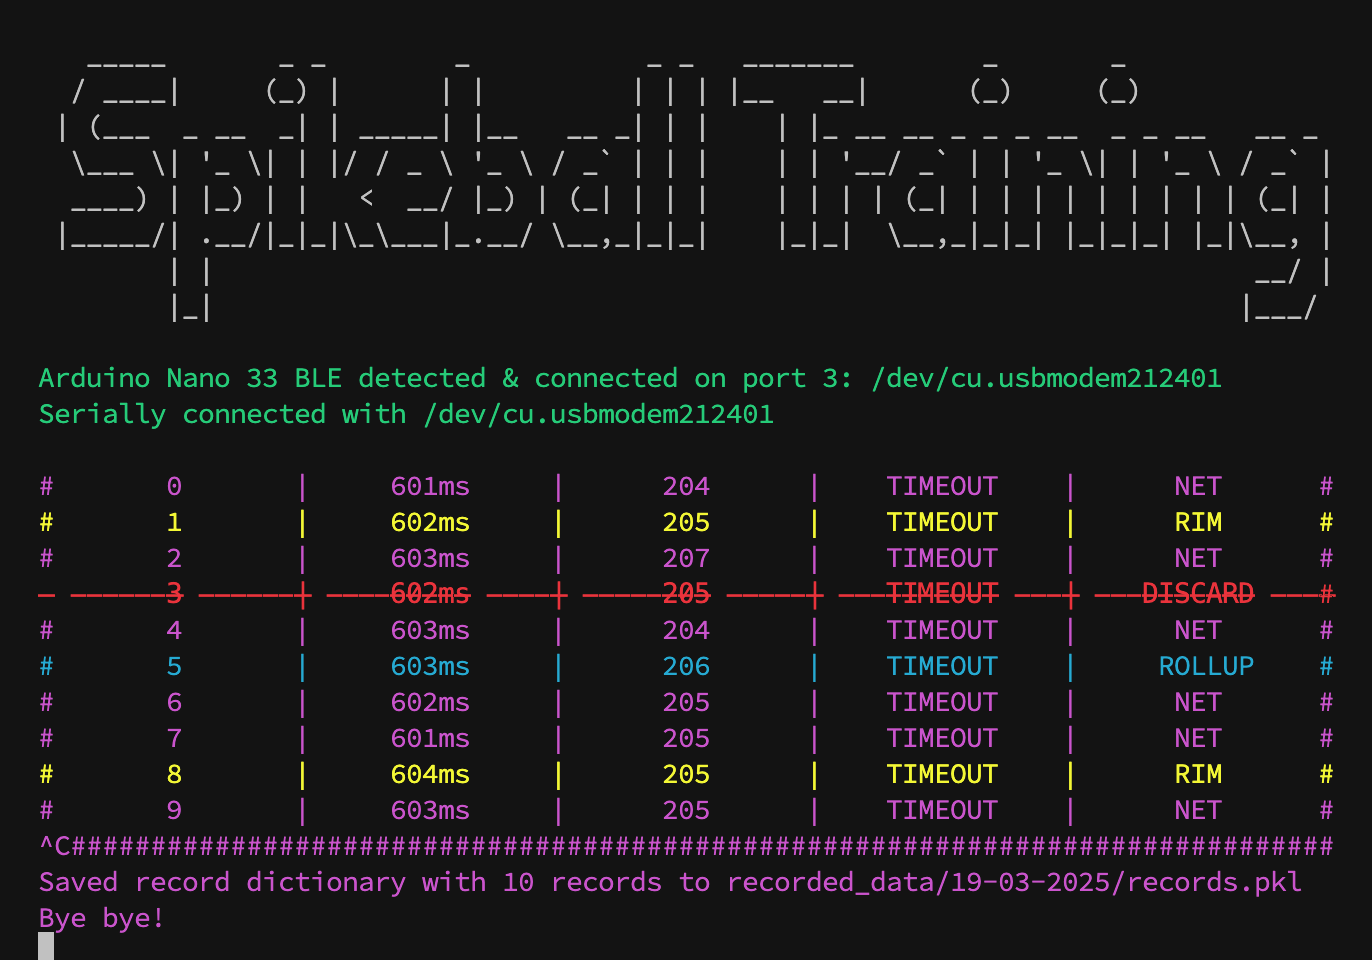 Spikeball Training
Arduino Nano 33 BLE detected & connected on port 3: /dev/cu.usbmodem212401
Serially connected with /dev/cu.usbmodem212401
# 0 | 601ms | 204 | TIMEOUT | NET #
# 1 | 602ms | 205 | TIMEOUT | RIM #
# 2 | 603ms | 207 | TIMEOUT | NET #
# 3 | 602ms | 205 | TIMEOUT | DISCARD #
# 4 | 603ms | 204 | TIMEOUT | NET #
# 5 | 603ms | 206 | TIMEOUT | ROLLUP #
# 6 | 602ms | 205 | TIMEOUT | NET #
# 7 | 601ms | 205 | TIMEOUT | NET #
# 8 | 604ms | 205 | TIMEOUT | RIM #
# 9 | 603ms | 205 | TIMEOUT | NET #
^C###############################################################################
Saved record dictionary with 10 records to recorded_data/19-03-2025/records.pkl
Bye bye!